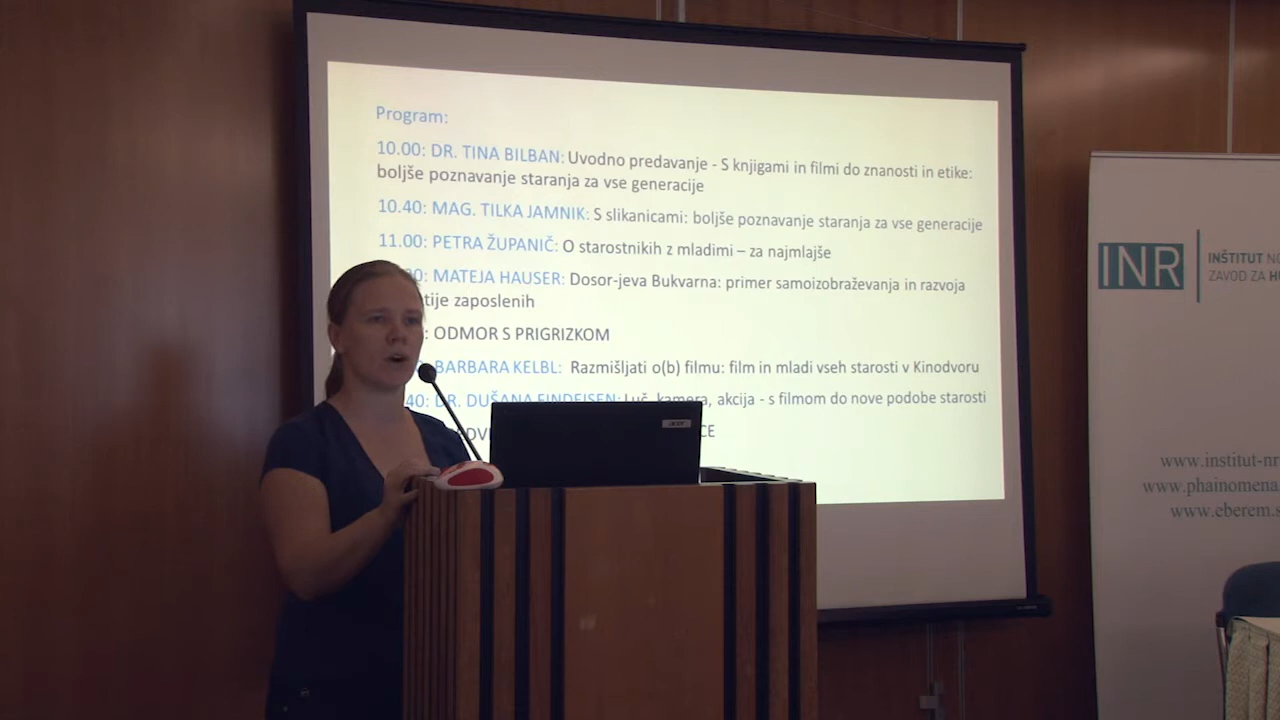 Program:
10.00: DR. TINA BILBAN: Uvodno predavanje - S knjigami in filmi do znanosti in etike:
boljše poznavanje staranja za vse generacije
10.40: MAG. TILKA JAMNIK: S slikanicami: boljše poznavanje staranja za vse generacije
11.00: PETRA ŽUPANIČ: O starostnikih z mladimi – za najmlajše
MATEJA HAUSER: Dosor-jeva Bukvarna: primer samoizobraževanja in razvoja
zaposlenih
ODMOR S PRIGRIZKOM
BARBARA KELBL: Razmišljati o(b) filmu: film in mladi vseh starosti v Kinodvoru
40: DR. DUŠANA FINDEISEN: Luč, kamera, akcija - s filmom do nove podobe starosti
acer
INR
INŠTITUT
ZAVOD ZA
www.institut-nr
www.phainomena.
www.eberem.s